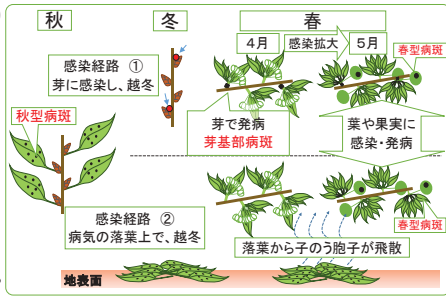 秋
冬
春
4月
感染拡大
5月
春型病斑
感染経路 ①
芽に感染し、越冬
秋型病斑
芽で発病
芽基部病斑
葉や果実に
感染・発病
感染経路 ②
病気の落葉上で、越冬
春型病斑
落葉から子のう胞子が飛散
地表面